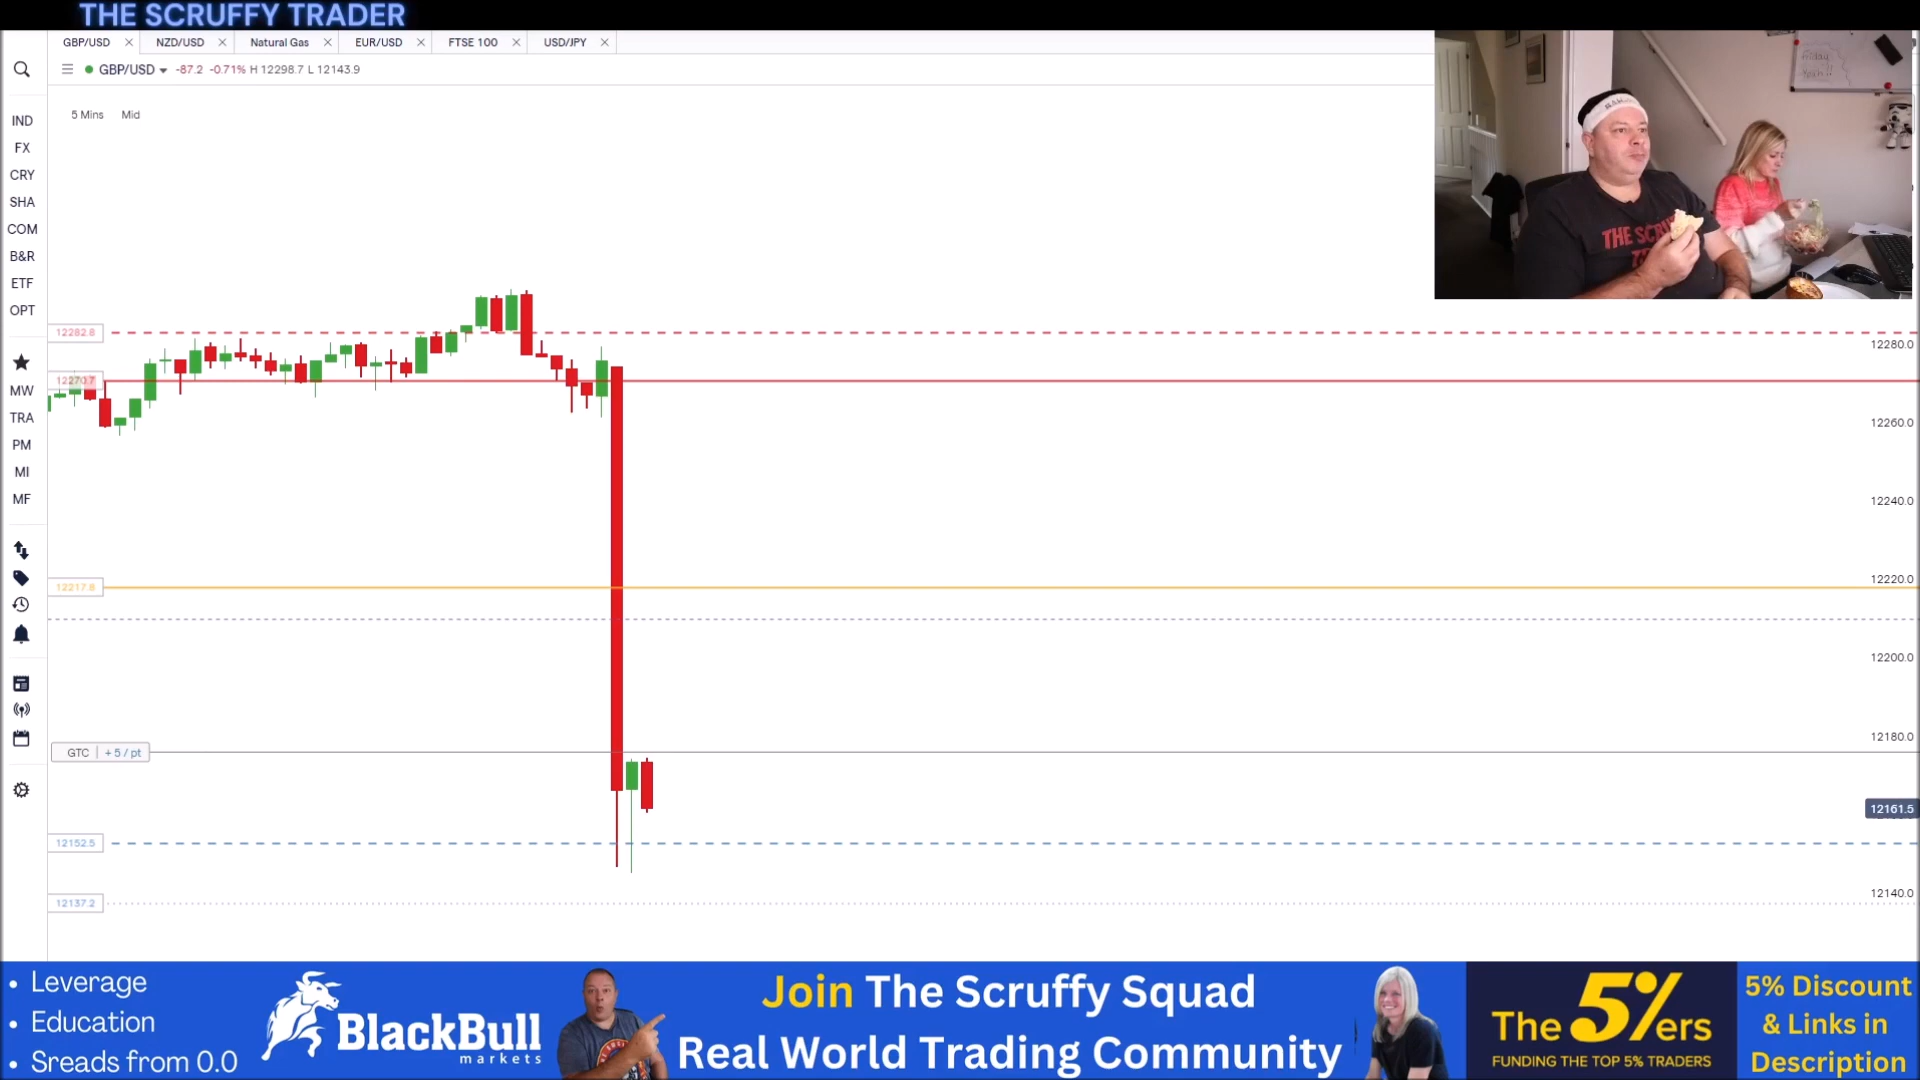 THE SCRUFFY TRADER
GBP/USD
NZD/USD
Natural Gas
EUR/USD
FTSE 100
USD/JPY
GBP/USD -87.2 -0.71% H 12298.7 L 12143.9
5 Mins Mid
IND
FX
CRY
SHA
COM
B&R
ETF
OPT
MW
TRA
PM
MI
MF
12282.8
12270.7
12217.8
GTC + 5 / pt
12152.5
12137.2
12280.0
12260.0
12240.0
12220.0
12200.0
12180.0
12161.5
12140.0
• Leverage
• Education
• Sreads from 0.0
BlackBull
markets
Join The Scruffy Squad
Real World Trading Community
The 5%ers
FUNDING THE TOP 5% TRADERS
5% Discount
& Links in
Description